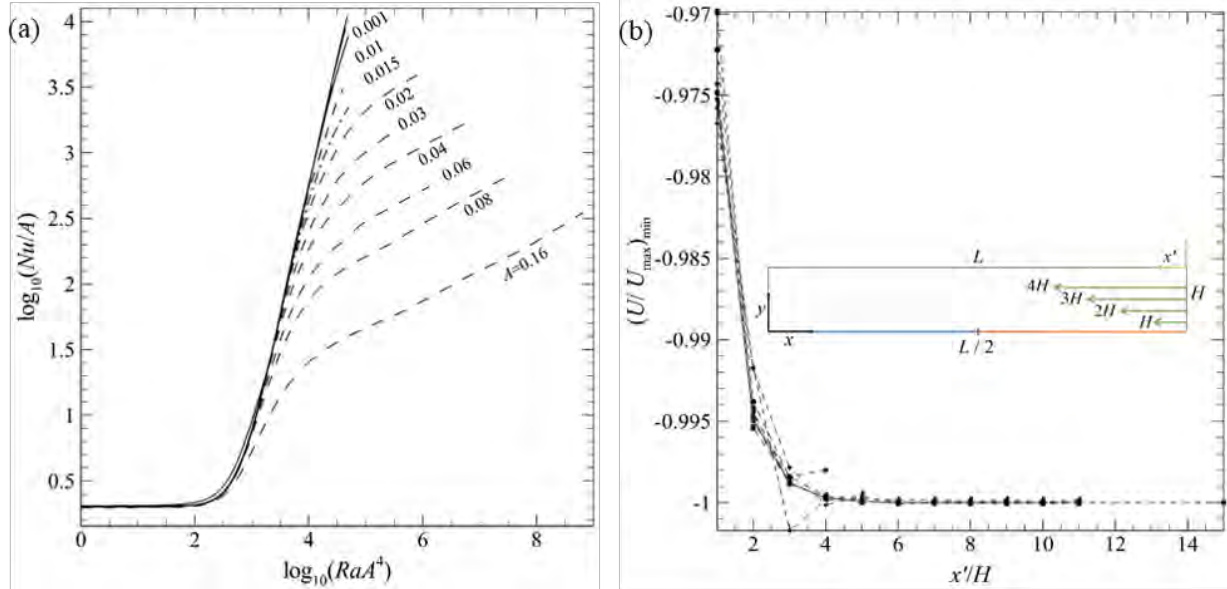 (a)
4
3.5
3
2.5
2
1.5
1
0.5
0
2
4
6
8
log₁₀(Nu/A)
log₁₀(RaA⁴)
0.001
0.01
0.015
0.02
0.03
0.04
0.06
0.08
A=0.16
(b)
-0.97
-0.975
-0.98
-0.985
-0.99
-0.995
-1
2
4
6
8
10
12
14
(U/U_max)_min
x'/H
L
x'
4H
3H
2H
H
H
y
x
L / 2